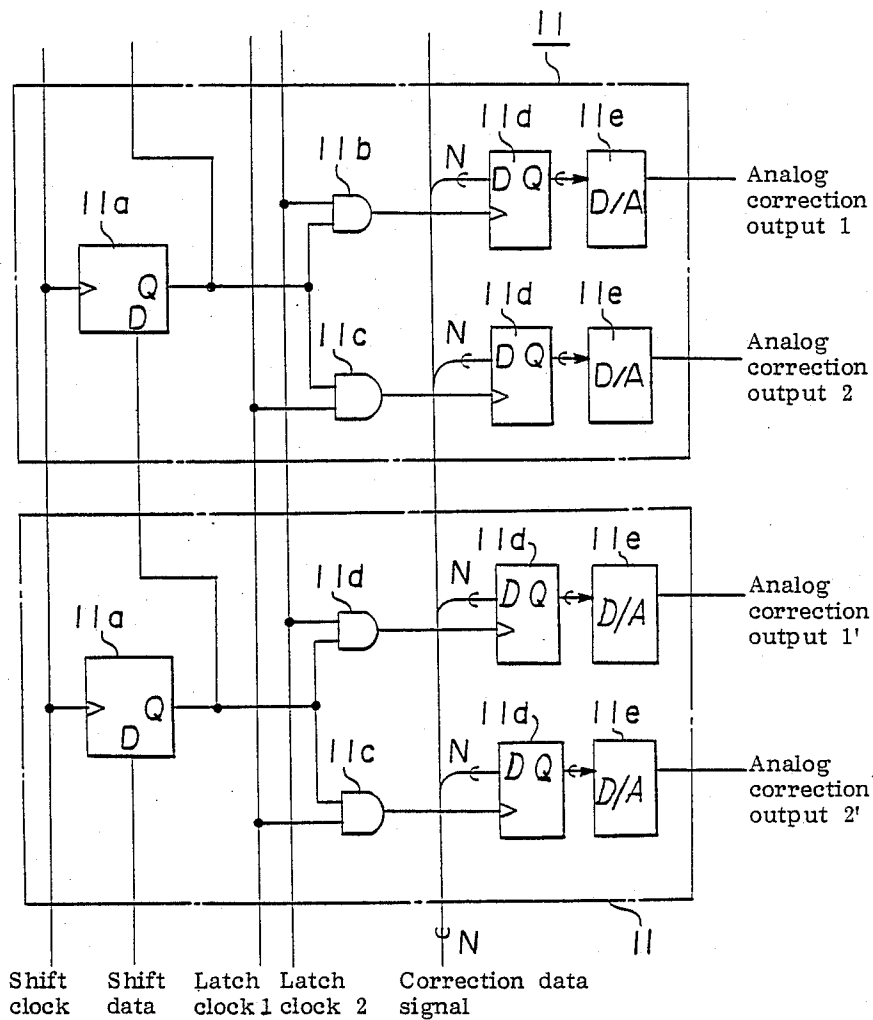 11
11d
11e
11b
N
D Q
D/A
Analog
correction
output 1
11a
Q
D
11d
11e
11c
N
D Q
D/A
Analog
correction
output 2
11d
11e
11d
N
D Q
D/A
Analog
correction
output 1'
11a
Q
D
11d
11e
11c
N
D Q
D/A
Analog
correction
output 2'
N
11
Shift
clock
Shift
data
Latch
clock 1
Latch
clock 2
Correction data
signal